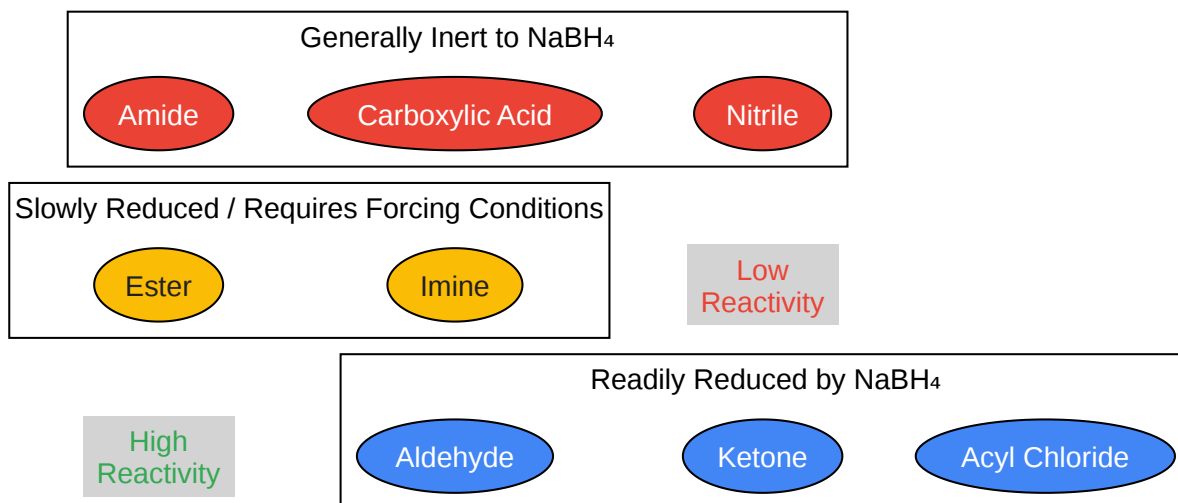 Generally Inert to NaBH₄
Amide
Carboxylic Acid
Nitrile
Slowly Reduced / Requires Forcing Conditions
Ester
Imine
Low
Reactivity
Readily Reduced by NaBH₄
High
Reactivity
Aldehyde
Ketone
Acyl Chloride